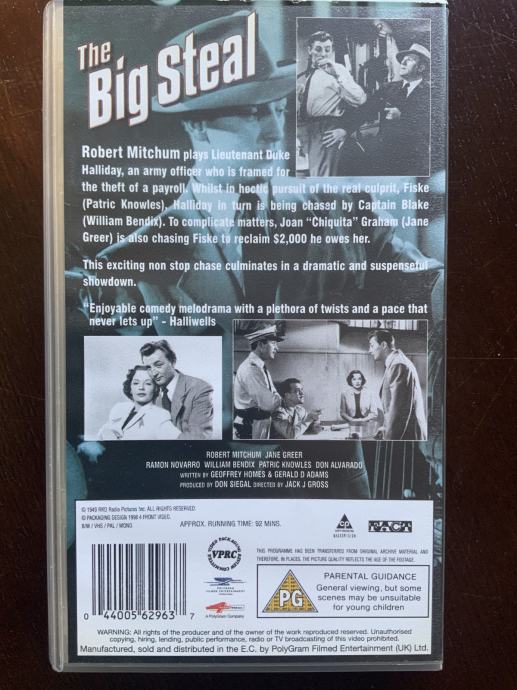 The
Big Steal
Robert Mitchum plays Lieutenant Duke
Halliday, an army officer who is framed for
the theft of a payroll. Whilst in hectic pursuit of the real culprit, Fiske
(Patric Knowles), Halliday in turn is being chased by Captain Blake
(William Bendix). To complicate matters, Joan "Chiquita" Graham (Jane
Greer) is also chasing Fiske to reclaim $2,000 he owes her.
This exciting non stop chase culminates in a dramatic and suspenseful
showdown.
"Enjoyable comedy melodrama with a plethora of twists and a pace that
never lets up" - Halliwells
ROBERT MITCHUM JANE GREER
RAMON NOVARRO WILLIAM BENDIX PATRIC KNOWLES DON ALVARADO
WRITTEN BY GEOFFREY HOMES & GERALD D ADAMS
PRODUCED BY DON SIEGAL DIRECTED BY JACK J GROSS
© 1949 RKO Radio Pictures Inc. ALL RIGHTS RESERVED.
© PACKAGING DESIGN 1998 4 FRONT VIDEO.
B/W / VHS / PAL / MONO.
APPROX. RUNNING TIME: 92 MINS.
FACT
THIS PROGRAMME HAS BEEN TRANSFERRED FROM ORIGINAL ARCHIVE MATERIAL AND
THEREFORE, IN PLACES, THE PICTURE QUALITY REFLECTS THE AGE OF THE FOOTAGE.
VIDEO PACKAGING
REVIEW COMMITTEE
VPRC
POLYGRAM
FILMED ENTERTAINMENT
A PolyGram Company
0 44005 62963 7
PG
PARENTAL GUIDANCE
General viewing, but some
scenes may be unsuitable
for young children
WARNING: All rights of the producer and of the owner of the work reproduced reserved. Unauthorised
copying, hiring, lending, public performance, radio or TV broadcasting of this video prohibited.
Manufactured, sold and distributed in the E.C. by PolyGram Filmed Entertainment (UK) Ltd.